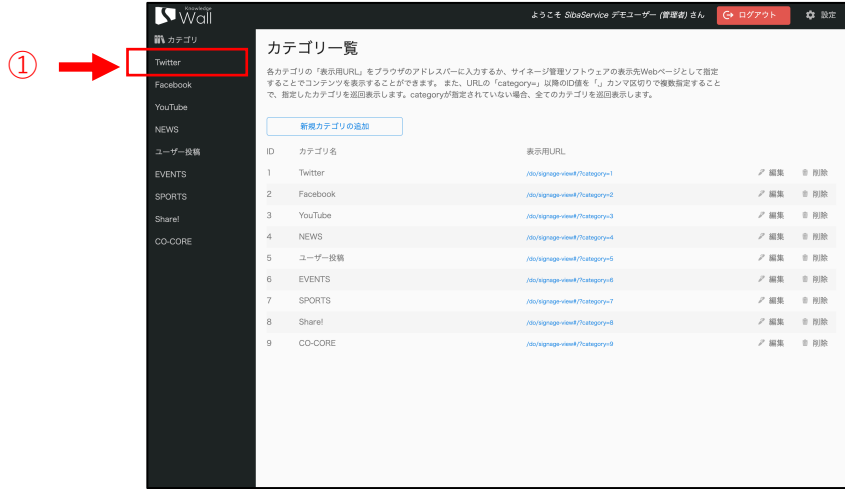 Knowledge
Wall
ようこそ SibaService デモユーザー (管理者) さん
ログアウト
設定
①
カテゴリ
Twitter
Facebook
YouTube
NEWS
ユーザー投稿
EVENTS
SPORTS
Share!
CO-CORE
カテゴリ一覧
各カテゴリの「表示用URL」をブラウザのアドレスバーに入力するか、サイネージ管理ソフトウェアの表示先Webページとして指定
することでコンテンツを表示することができます。 また、URLの「category=」以降のID値を「,」カンマ区切りで複数指定すること
で、指定したカテゴリを巡回表示します。categoryが指定されていない場合、全てのカテゴリを巡回表示します。
新規カテゴリの追加
ID カテゴリ名 表示用URL
1 Twitter /do/signage-view#/?category=1 編集 削除
2 Facebook /do/signage-view#/?category=2 編集 削除
3 YouTube /do/signage-view#/?category=3 編集 削除
4 NEWS /do/signage-view#/?category=4 編集 削除
5 ユーザー投稿 /do/signage-view#/?category=5 編集 削除
6 EVENTS /do/signage-view#/?category=6 編集 削除
7 SPORTS /do/signage-view#/?category=7 編集 削除
8 Share! /do/signage-view#/?category=8 編集 削除
9 CO-CORE /do/signage-view#/?category=9 編集 削除